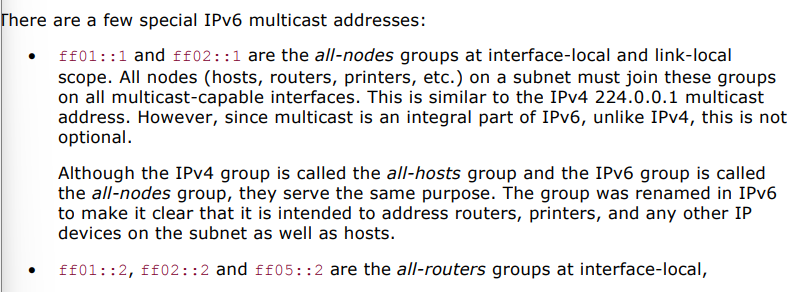 There are a few special IPv6 multicast addresses:
• ff01::1 and ff02::1 are the all-nodes groups at interface-local and link-local
scope. All nodes (hosts, routers, printers, etc.) on a subnet must join these groups
on all multicast-capable interfaces. This is similar to the IPv4 224.0.0.1 multicast
address. However, since multicast is an integral part of IPv6, unlike IPv4, this is not
optional.
Although the IPv4 group is called the all-hosts group and the IPv6 group is called
the all-nodes group, they serve the same purpose. The group was renamed in IPv6
to make it clear that it is intended to address routers, printers, and any other IP
devices on the subnet as well as hosts.
• ff01::2, ff02::2 and ff05::2 are the all-routers groups at interface-local,